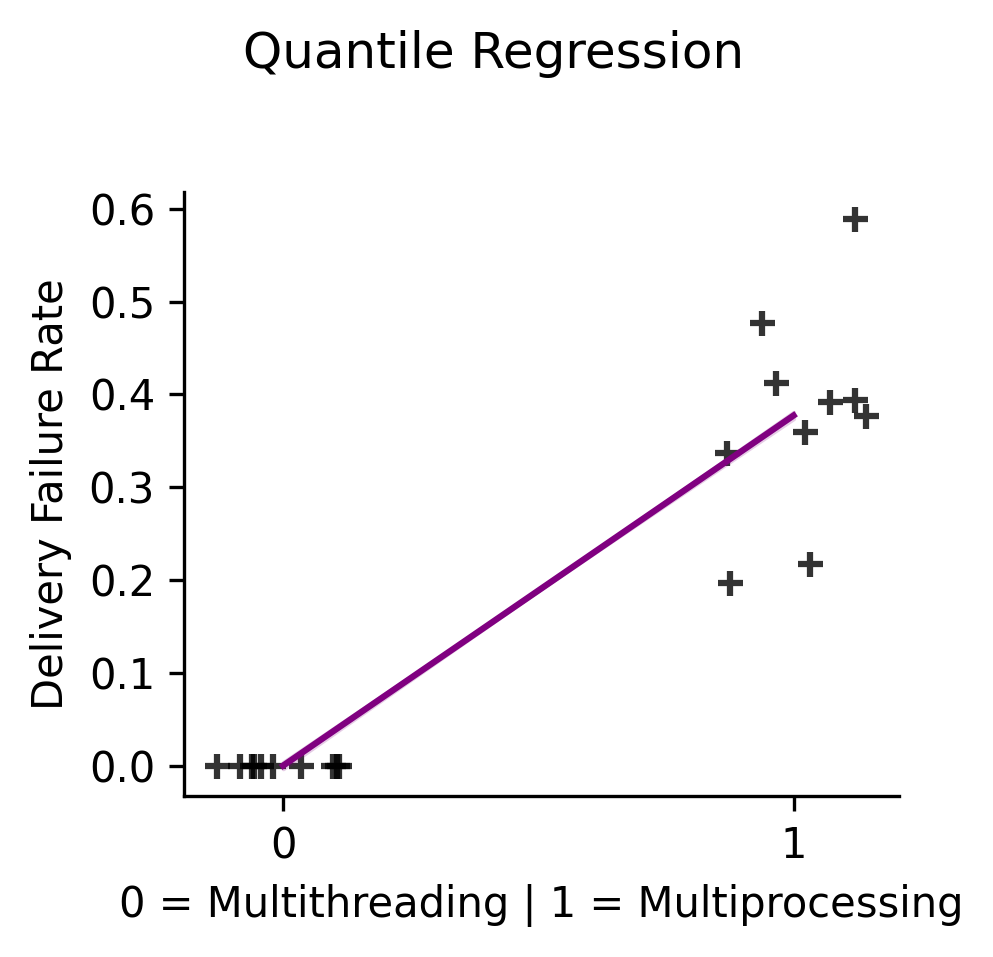 Quantile Regression
Delivery Failure Rate
0.6
0.5
0.4
0.3
0.2
0.1
0.0
0 1
0 = Multithreading | 1 = Multiprocessing